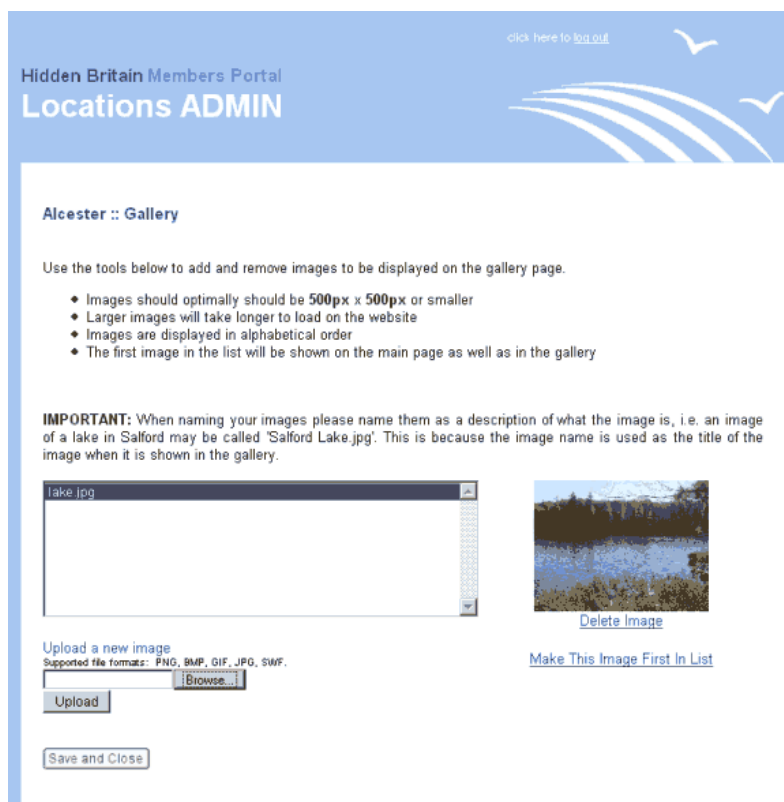 click here to log out
Hidden Britain Members Portal
Locations ADMIN
Alcester :: Gallery
Use the tools below to add and remove images to be displayed on the gallery page.
Images should optimally should be 500px x 500px or smaller
Larger images will take longer to load on the website
Images are displayed in alphabetical order
The first image in the list will be shown on the main page as well as in the gallery
IMPORTANT: When naming your images please name them as a description of what the image is, i.e. an image
of a lake in Salford may be called 'Salford Lake.jpg'. This is because the image name is used as the title of the
image when it is shown in the gallery.
lake.jpg
Delete Image
Make This Image First In List
Upload a new image
Supported file formats: PNG, BMP, GIF, JPG, SWF.
Browse...
Upload
Save and Close